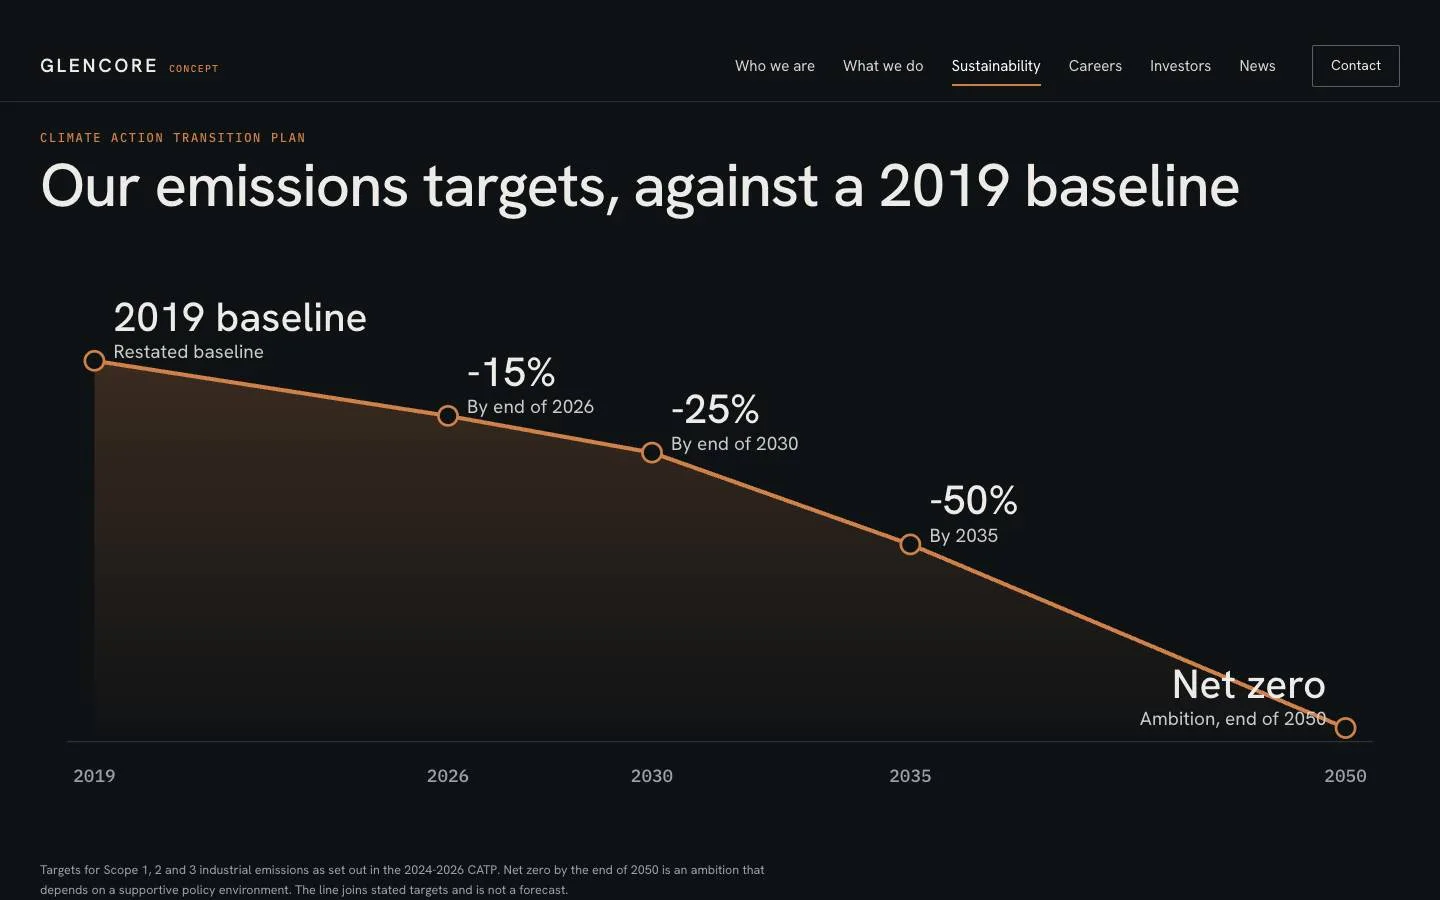 GLENCORE CONCEPT
Who we are
What we do
Sustainability
Careers
Investors
News
Contact
CLIMATE ACTION TRANSITION PLAN
Our emissions targets, against a 2019 baseline
2019 baseline
Restated baseline
-15%
By end of 2026
-25%
By end of 2030
-50%
By 2035
Net zero
Ambition, end of 2050
2019
2026
2030
2035
2050
Targets for Scope 1, 2 and 3 industrial emissions as set out in the 2024-2026 CATP. Net zero by the end of 2050 is an ambition that
depends on a supportive policy environment. The line joins stated targets and is not a forecast.